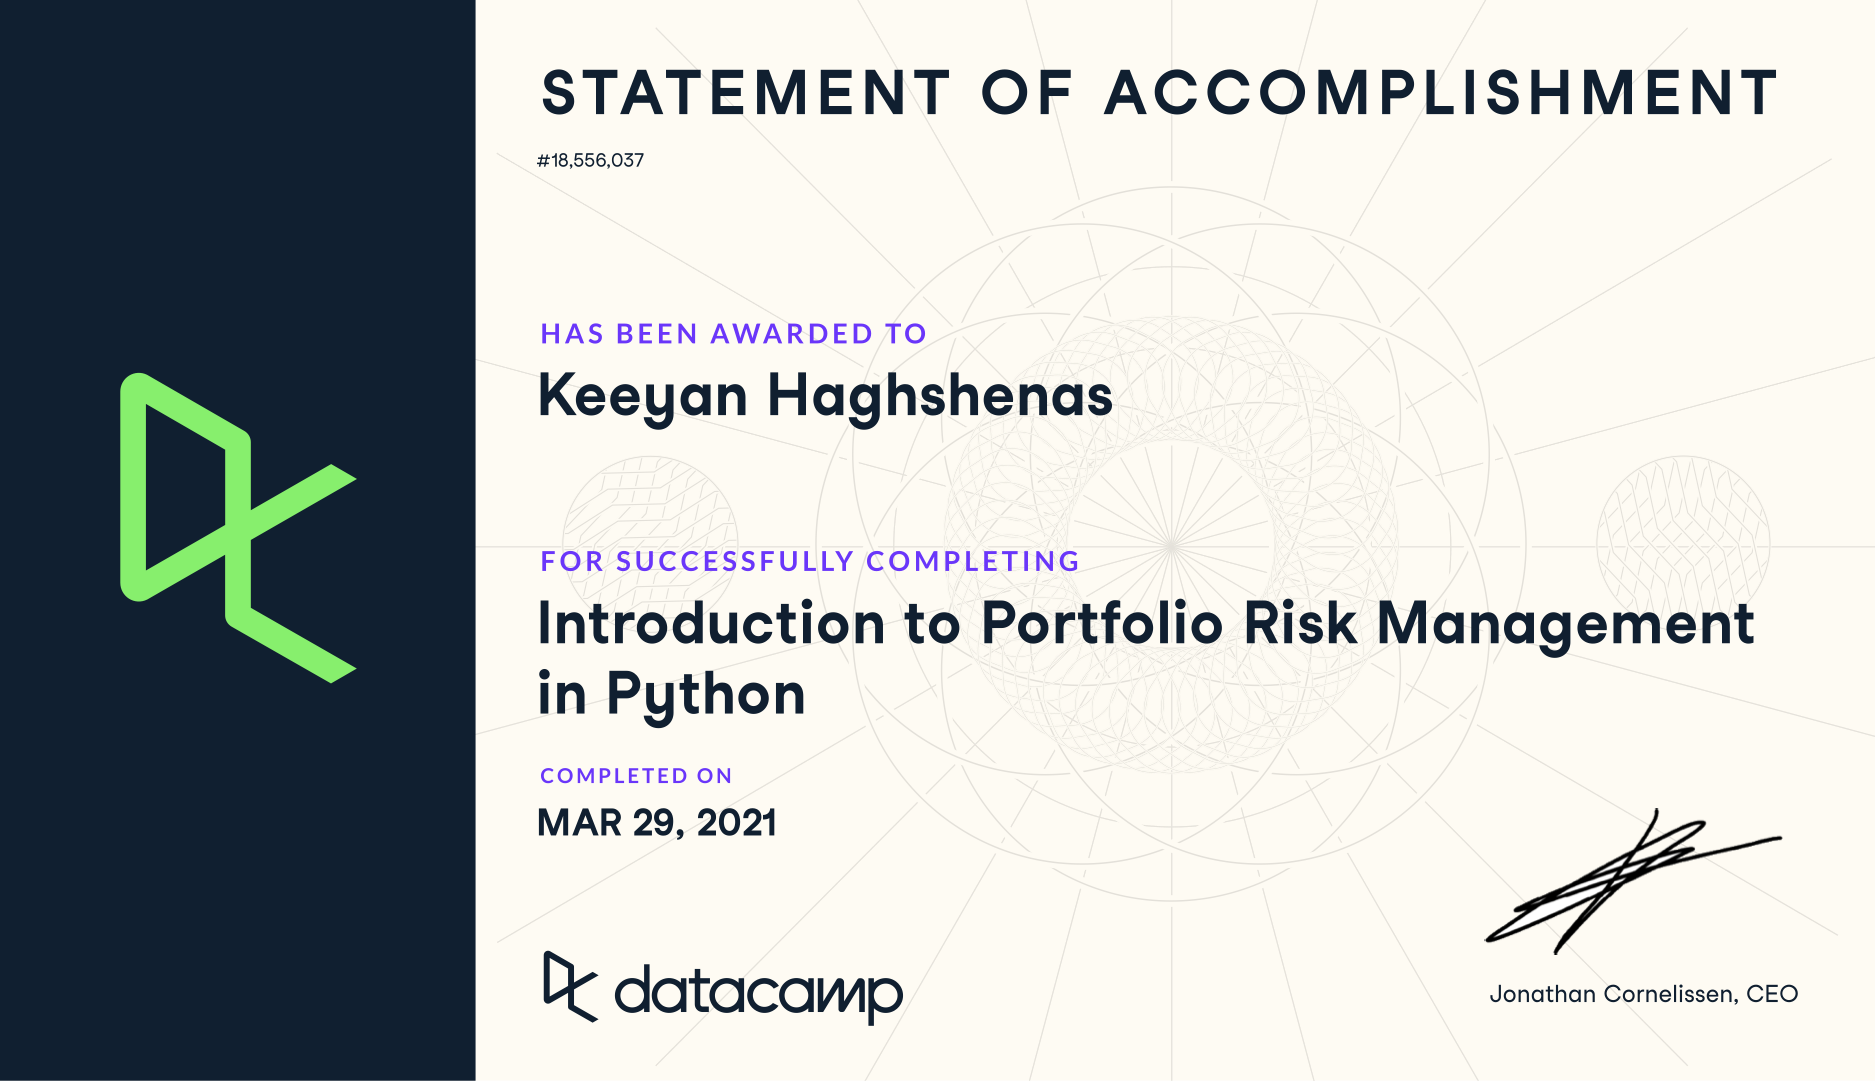 STATEMENT OF ACCOMPLISHMENT
#18,556,037
HAS BEEN AWARDED TO
Keeyan Haghshenas
FOR SUCCESSFULLY COMPLETING
Introduction to Portfolio Risk Management
in Python
COMPLETED ON
MAR 29, 2021
datacamp
Jonathan Cornelissen, CEO